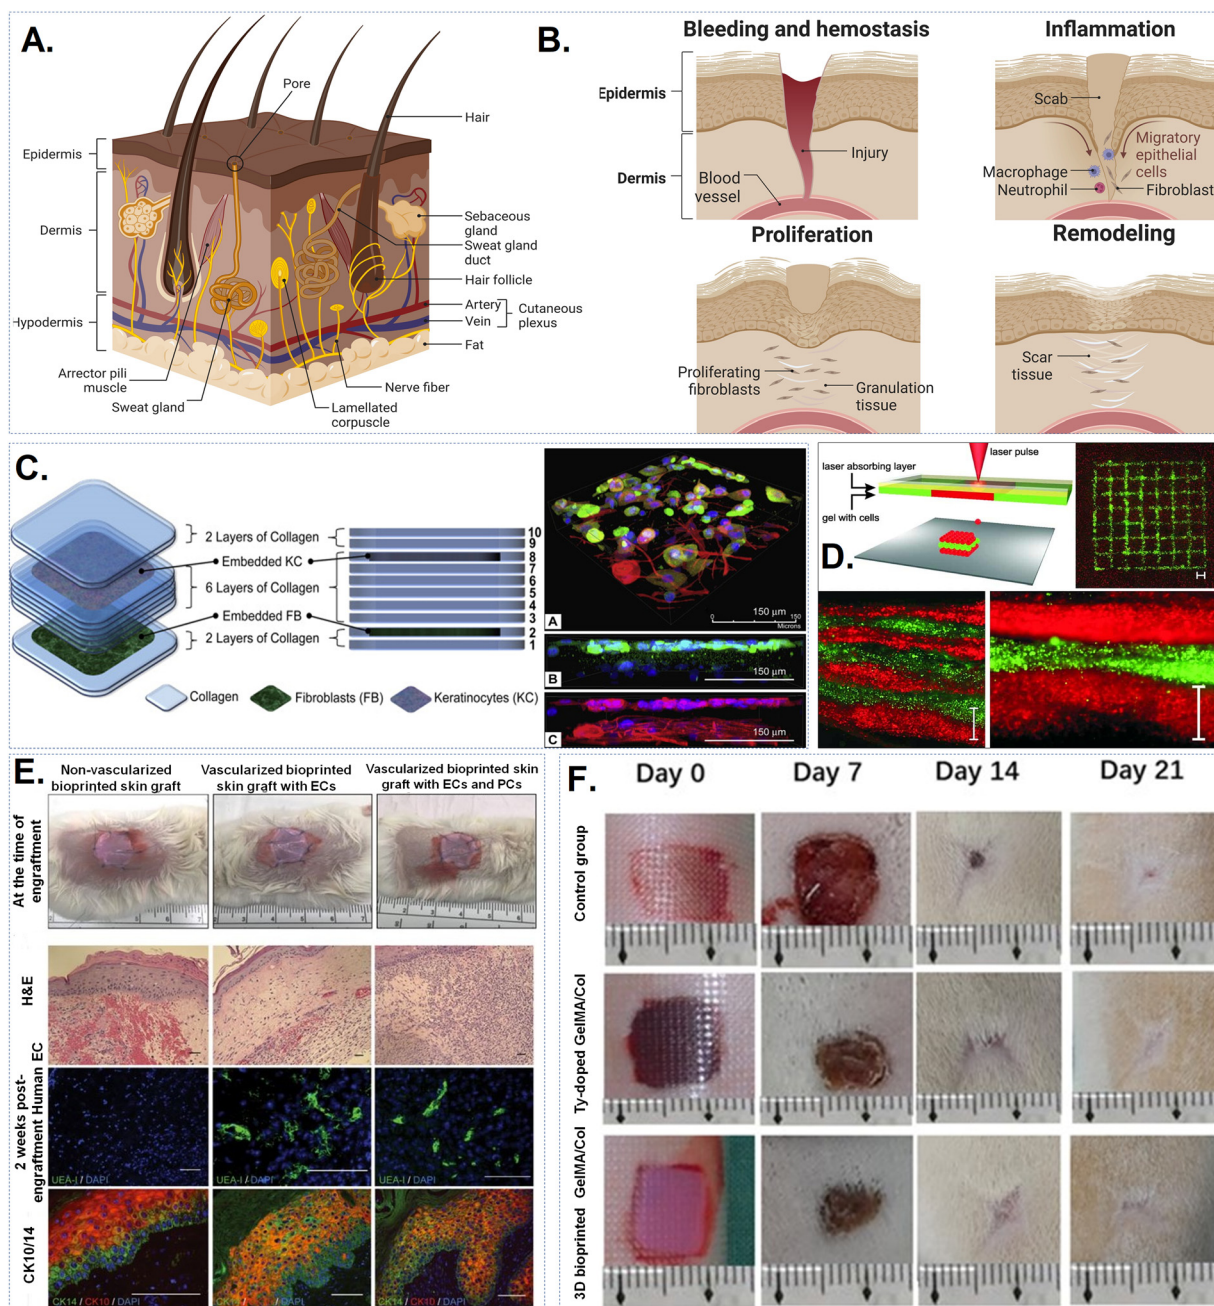 A.
Pore
Hair
Epidermis
Dermis
Hypodermis
Sebaceous
gland
Sweat gland
duct
Hair follicle
Artery
Vein
Cutaneous
plexus
Fat
Arrector pili
muscle
Sweat gland
Lamellated
corpuscle
Nerve fiber
B.
Bleeding and hemostasis
Epidermis
Dermis
Injury
Blood
vessel
Inflammation
Scab
Migratory
epithelial
cells
Macrophage
Neutrophil
Fibroblast
Proliferation
Proliferating
fibroblasts
Granulation
tissue
Remodeling
Scar
tissue
C.
2 Layers of Collagen
Embedded KC
6 Layers of Collagen
Embedded FB
2 Layers of Collagen
10
9
8
7
6
5
4
3
2
1
Collagen
Fibroblasts (FB)
Keratinocytes (KC)
A
150 µm
150
Microns
B
150 µm
C
150 µm
D.
laser pulse
laser absorbing layer
gel with cells
E.
Non-vascularized
bioprinted skin graft
Vascularized bioprinted
skin graft with ECs
Vascularized bioprinted skin
graft with ECs and PCs
At the time of
engraftment
H&E
2 weeks post-
engraftment Human EC
CK10/14
UEA-I / DAPI
UEA-I / DAPI
UEA-I / DAPI
CK14 / CK10 / DAPI
CK14 / CK10 / DAPI
CK14 / CK10 / DAPI
F.
Day 0
Day 7
Day 14
Day 21
Control group
Ty-doped GelMA/Col
3D bioprinted GelMA/Col